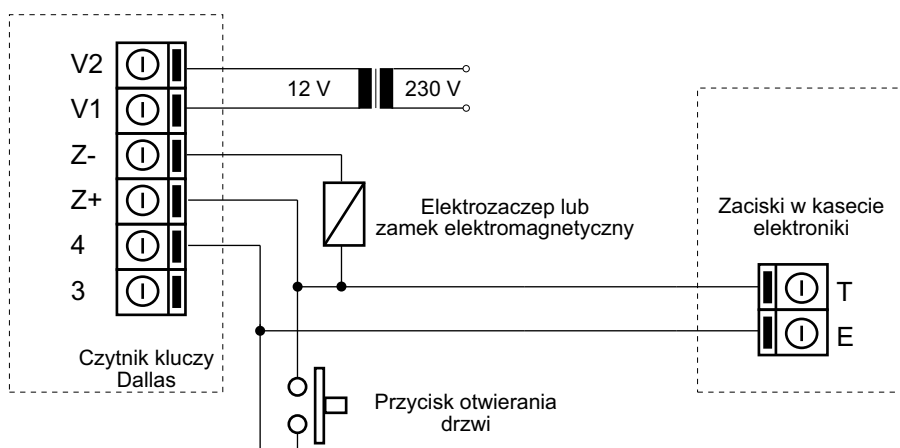 V2
V1
Z-
Z+
4
3
12 V
230 V
Elektrozaczep lub
zamek elektromagnetyczny
Zaciski w kasecie
elektroniki
T
E
Czytnik kluczy
Dallas
Przycisk otwierania
drzwi